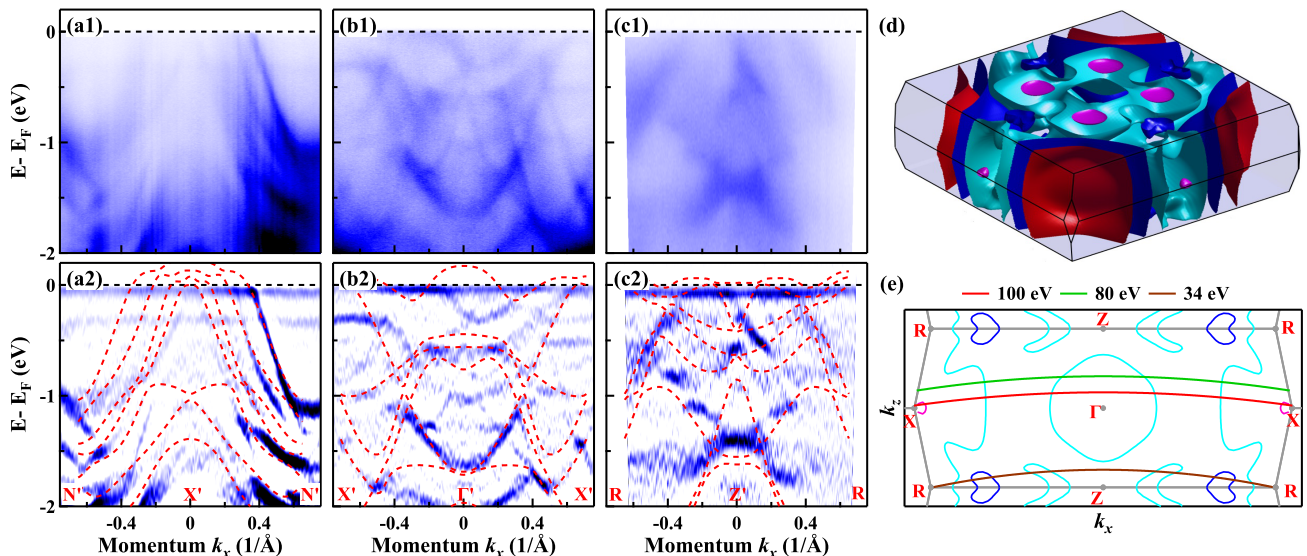 (a1)
(b1)
(c1)
(d)
0
-1
-2
E- E_F (eV)
(a2)
(b2)
(c2)
(e)
100 eV
80 eV
34 eV
0
-1
-2
E- E_F (eV)
N'
X'
N'
X'
Γ'
X'
R
Z'
R
R
Z
R
X
Γ
X
R
Z
R
k_z
k_x
-0.4
0
0.4
-0.4
0
0.4
-0.4
0
0.4
Momentum k_x (1/Å)
Momentum k_x (1/Å)
Momentum k_x (1/Å)